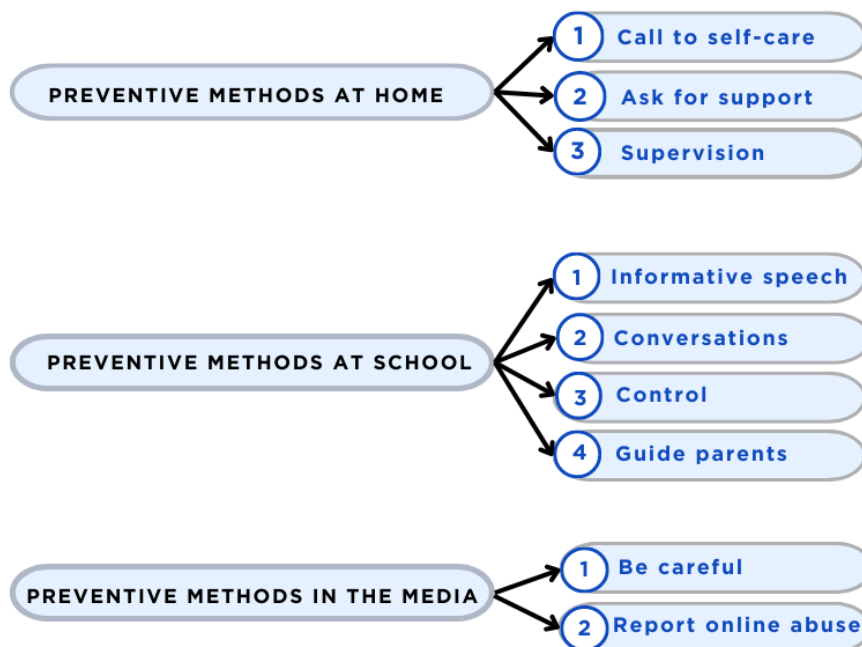 PREVENTIVE METHODS AT HOME
1 Call to self-care
2 Ask for support
3 Supervision
PREVENTIVE METHODS AT SCHOOL
1 Informative speech
2 Conversations
3 Control
4 Guide parents
PREVENTIVE METHODS IN THE MEDIA
1 Be careful
2 Report online abuse